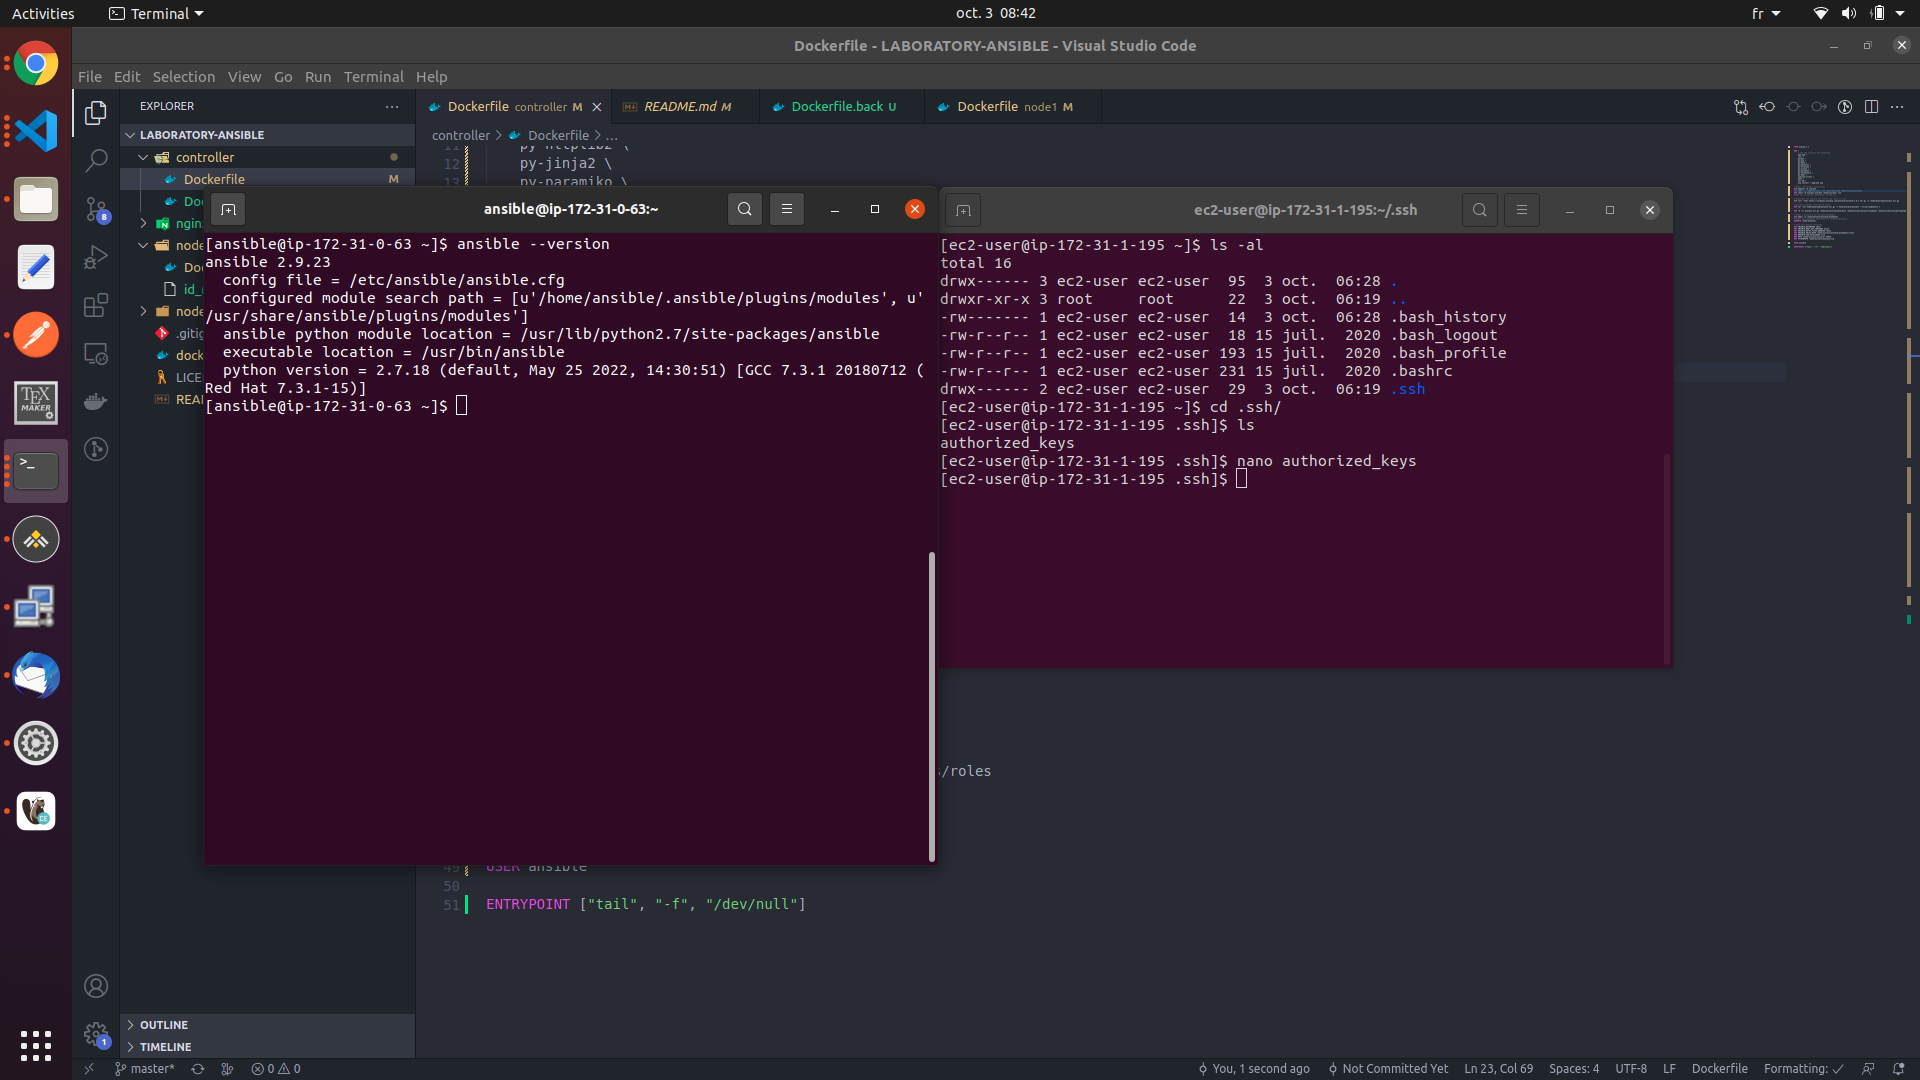 Activities
Terminal
oct. 3 08:42
fr
Dockerfile - LABORATORY-ANSIBLE - Visual Studio Code
File Edit Selection View Go Run Terminal Help
EXPLORER
LABORATORY-ANSIBLE
controller
Dockerfile M
Do
ngin
node
Do
id_
node
.gitig
dock
LICE
REA
OUTLINE
TIMELINE
Dockerfile controller M
README.md M
Dockerfile.back U
Dockerfile node1 M
controller > Dockerfile > ...
11 py-httplib2 \
12 py-jinja2 \
13 py-paramiko \
ansible@ip-172-31-0-63:~
[ansible@ip-172-31-0-63 ~]$ ansible --version
ansible 2.9.23
config file = /etc/ansible/ansible.cfg
configured module search path = [u'/home/ansible/.ansible/plugins/modules', u'
/usr/share/ansible/plugins/modules']
ansible python module location = /usr/lib/python2.7/site-packages/ansible
executable location = /usr/bin/ansible
python version = 2.7.18 (default, May 25 2022, 14:30:51) [GCC 7.3.1 20180712 (
Red Hat 7.3.1-15)]
[ansible@ip-172-31-0-63 ~]$
ec2-user@ip-172-31-1-195:~/.ssh
[ec2-user@ip-172-31-1-195 ~]$ ls -al
total 16
drwx------ 3 ec2-user ec2-user 95 3 oct. 06:28 .
drwxr-xr-x 3 root root 22 3 oct. 06:19 ..
-rw------- 1 ec2-user ec2-user 14 3 oct. 06:28 .bash_history
-rw-r--r-- 1 ec2-user ec2-user 18 15 juil. 2020 .bash_logout
-rw-r--r-- 1 ec2-user ec2-user 193 15 juil. 2020 .bash_profile
-rw-r--r-- 1 ec2-user ec2-user 231 15 juil. 2020 .bashrc
drwx------ 2 ec2-user ec2-user 29 3 oct. 06:19 .ssh
[ec2-user@ip-172-31-1-195 ~]$ cd .ssh/
[ec2-user@ip-172-31-1-195 .ssh]$ ls
authorized_keys
[ec2-user@ip-172-31-1-195 .ssh]$ nano authorized_keys
[ec2-user@ip-172-31-1-195 .ssh]$
/roles
49 USER ansible
50
51 ENTRYPOINT ["tail", "-f", "/dev/null"]
TEX
MAKER
CE
8
1
master*
0 0
You, 1 second ago
Not Committed Yet
Ln 23, Col 69
Spaces: 4
UTF-8
LF
Dockerfile
Formatting: ✓